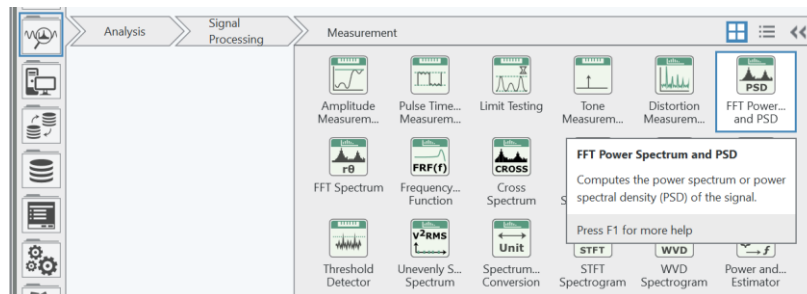 Analysis
Signal
Processing
Measurement
Amplitude
Measurem...
Pulse Time...
Measurem...
Limit Testing
Tone
Measurem...
Distortion
Measurem...
PSD
FFT Power...
and PSD
rθ
FFT Spectrum
FRF(f)
Frequency...
Function
CROSS
Cross
Spectrum
FFT Power Spectrum and PSD
Computes the power spectrum or power
spectral density (PSD) of the signal.
Press F1 for more help
Threshold
Detector
V²RMS
Unevenly S...
Spectrum
Unit
Spectrum...
Conversion
STFT
STFT
Spectrogram
WVD
WVD
Spectrogram
f
Power and...
Estimator